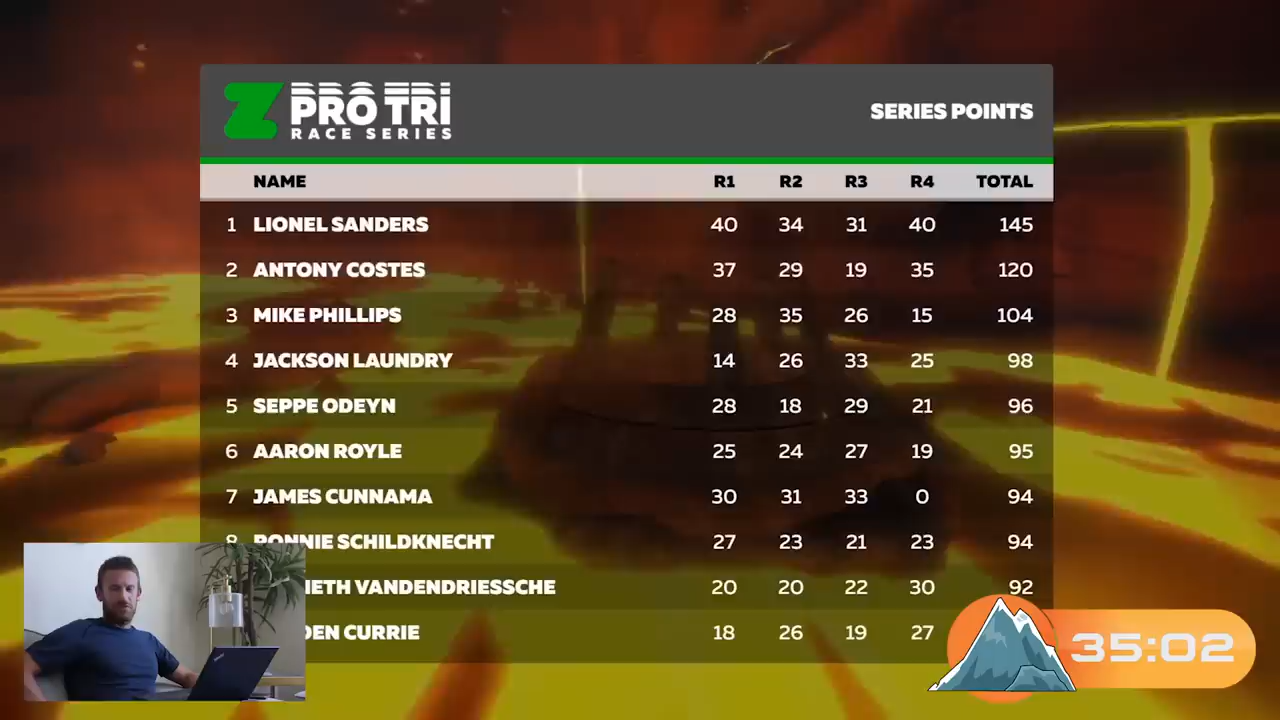 PRO TRI
RACE SERIES
SERIES POINTS
NAME R1 R2 R3 R4 TOTAL
1 LIONEL SANDERS 40 34 31 40 145
2 ANTONY COSTES 37 29 19 35 120
3 MIKE PHILLIPS 28 35 26 15 104
4 JACKSON LAUNDRY 14 26 33 25 98
5 SEPPE ODEYN 28 18 29 21 96
6 AARON ROYLE 25 24 27 19 95
7 JAMES CUNNAMA 30 31 33 0 94
8 RONNIE SCHILDKNECHT 27 23 21 23 94
VANDENDRIESSCHE 20 20 22 30 92
CURRIE 18 26 19 27
35:02